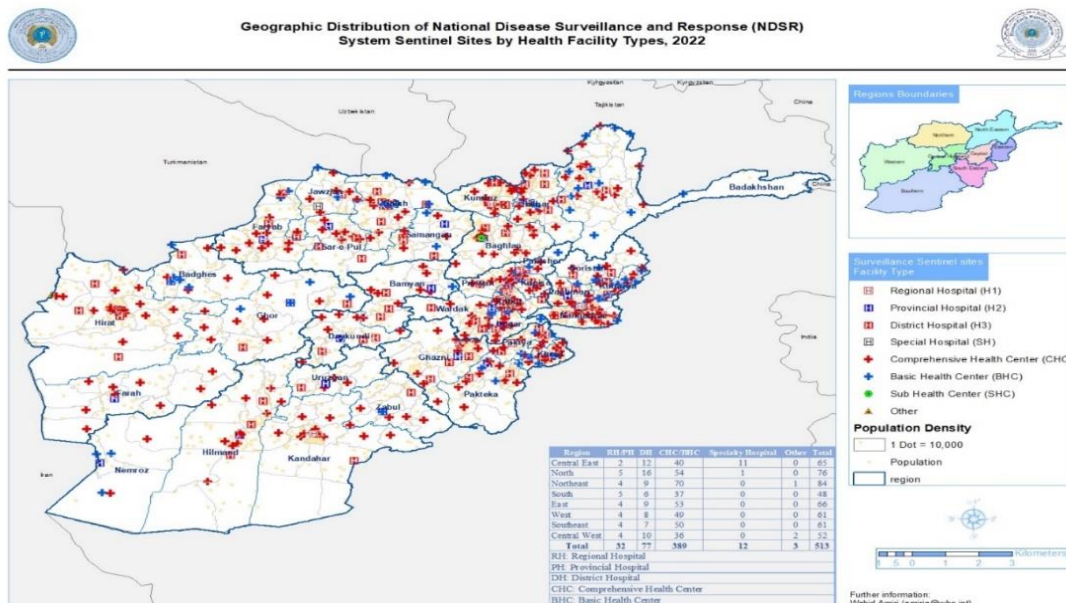 Geographic Distribution of National Disease Surveillance and Response (NDSR)
System Sentinel Sites by Health Facility Types, 2022
Kyrgyzstan
Kyrgyzstan
Tajikistan
China
Uzbekistan
Turkmenistan
China
India
Iran
Badakhshan
Jawzjan
Kunduz
Faryab
Samangan
Sar-e-Pul
Baghlan
Badghes
Bamyan
Hirat
Ghor
Wardak
Daykundi
Ghazni
Uruzgan
Pakteka
Farah
Zabul
Hilmand
Kandahar
Nemroz
Region RH/PH DH CHC/BHC Specialty Hospital Other Total
Central East 2 12 40 11 0 65
North 5 16 54 1 0 76
Northeast 4 9 70 0 1 84
South 5 6 37 0 0 48
East 4 9 53 0 0 66
West 4 8 49 0 0 61
Southeast 4 7 50 0 0 61
Central West 4 10 36 0 2 52
Total 32 77 389 12 3 513
RH: Regional Hospital
PH: Provincial Hospital
DH: District Hospital
CHC: Comprehensive Health Center
BHC: Basic Health Center
Regions Boundaries
Northern
North Eastern
Western
South Eastern
Southern
Surveillance Sentinel sites
Facility Type
Regional Hospital (H1)
Provincial Hospital (H2)
District Hospital (H3)
Special Hospital (SH)
Comprehensive Health Center (CHC
Basic Health Center (BHC)
Sub Health Center (SHC)
Other
Population Density
1 Dot = 10,000
Population
region
Kilometers
0 1 2 3
Further information: